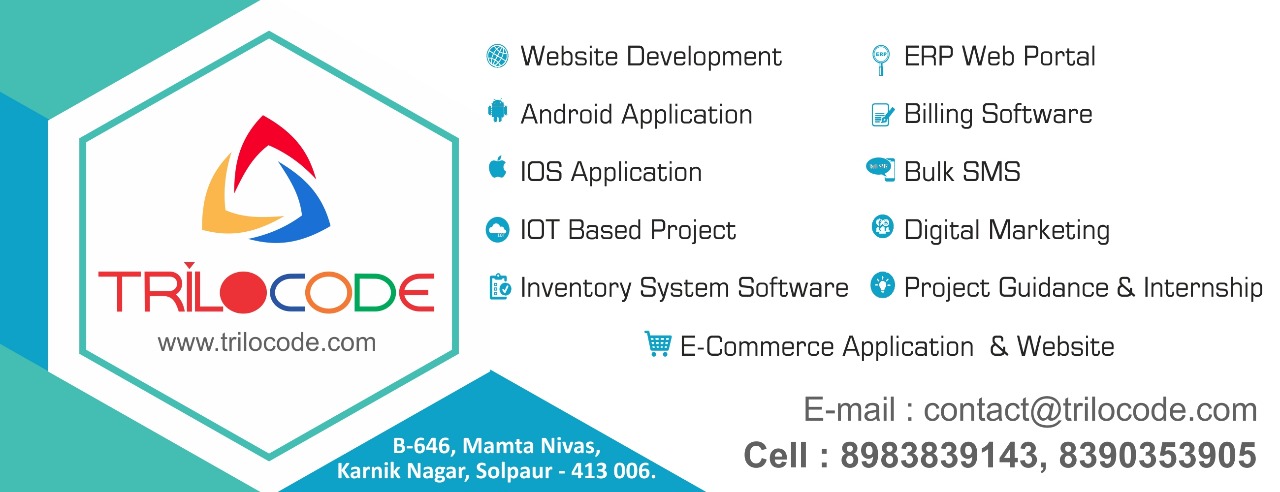 TRILOCODE
www.trilocode.com
Website Development
Android Application
IOS Application
IOT Based Project
Inventory System Software
ERP
ERP Web Portal
Billing Software
Bulk SMS
Digital Marketing
Project Guidance & Internship
E-Commerce Application & Website
B-646, Mamta Nivas,
Karnik Nagar, Solpaur - 413 006.
E-mail : contact@trilocode.com
Cell : 8983839143, 8390353905